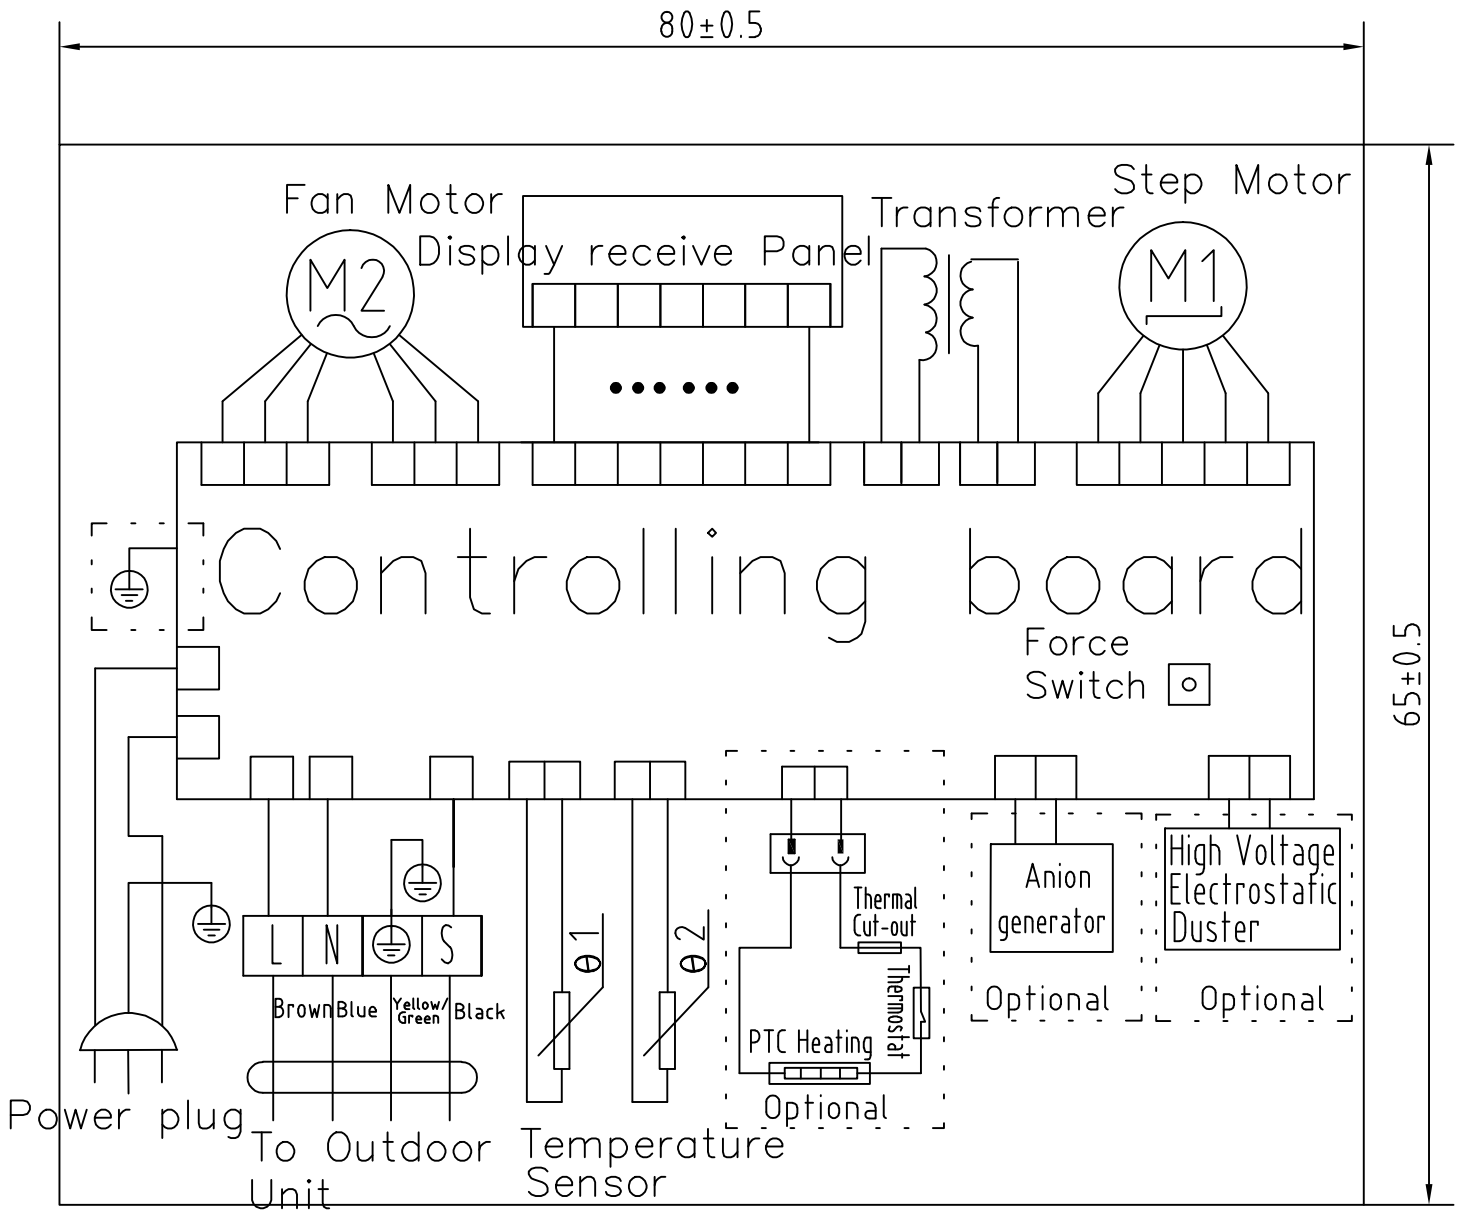 80±0.5
Fan Motor
Step Motor
Transformer
Display receive Panel
M2
M1
Controlling board
Force
Switch
65±0.5
High Voltage
Electrostatic
Duster
Anion
generator
Thermal
Cut-out
L N S
θ1
θ2
Thermostat
Brown
Blue
Yellow/
Green
Black
Optional
Optional
PTC Heating
Optional
Power plug
To Outdoor
Unit
Temperature
Sensor